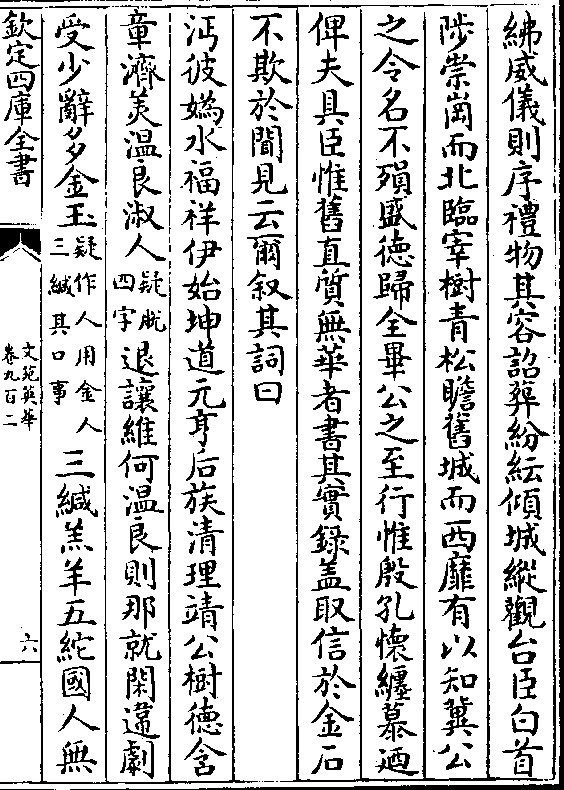 紼威儀則序禮物其容詔葬紛紜傾城縱觀台臣白首
陟崇崗而北臨宰樹青松瞻舊城而西靡有以知冀公
之令名不殞盛德歸全畢公之至行惟殷孔懷纏慕廼
俾夫具臣惟舊直質無華者書其實錄盖取信於金石
不欺於聞見云爾叙其詞曰
沔彼嬀水福祥伊始坤道元亨后族清理靖公樹德含
章濟美温良淑人疑脱四字退讓維何温良則那就閑違劇
受少辭多金玉疑作人用金人三緘其口事三緘羔羊五紽國人無
欽定四庫全書
文苑英華
卷九百二
六